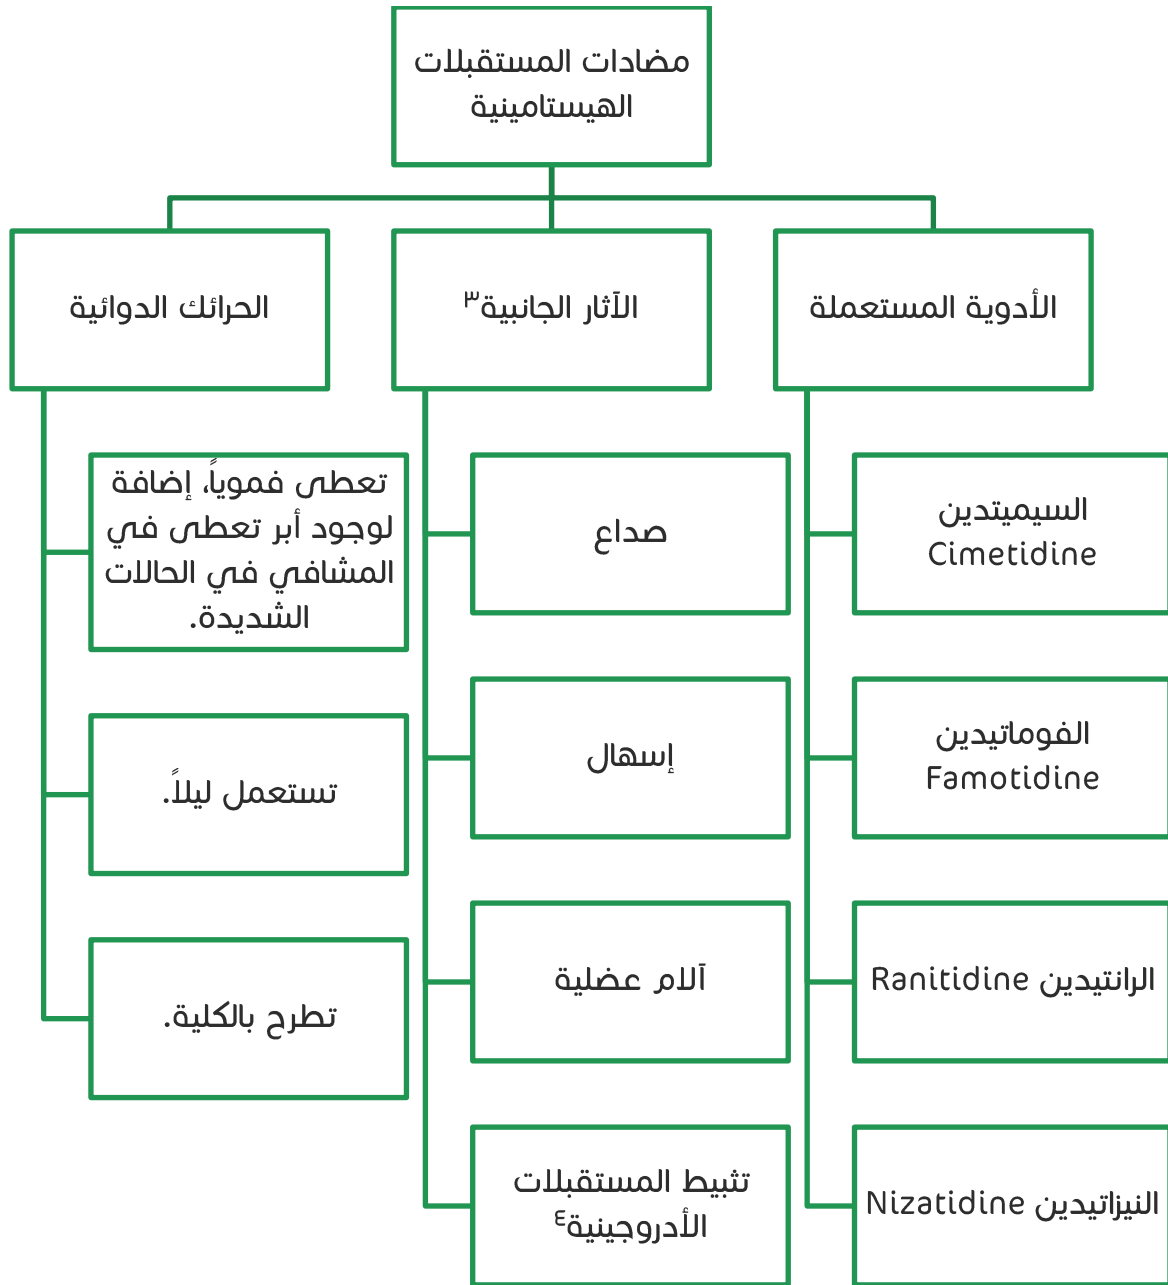 مضادات المستقبلات
الهيستامينية
الأدوية المستعملة
السيميتدين
Cimetidine
الفوماتيدين
Famotidine
الرانتيدين Ranitidine
النيزاتيدين Nizatidine
الآثار الجانبية٣
صداع
إسهال
آلام عضلية
تثبيط المستقبلات
الأدروجينية٤
الحرائك الدوائية
تعطى فموياً، إضافة
لوجود أبر تعطى في
المشافي في الحالات
الشديدة.
تستعمل ليلاً.
تطرح بالكلية.